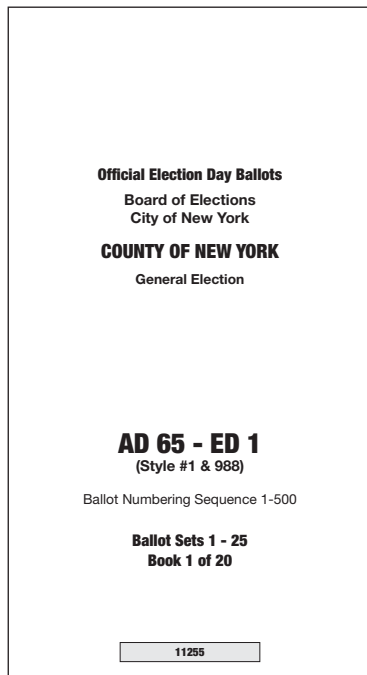 Official Election Day Ballots
Board of Elections
City of New York
COUNTY OF NEW YORK
General Election
AD 65 - ED 1
(Style #1 & 988)
Ballot Numbering Sequence 1-500
Ballot Sets 1 - 25
Book 1 of 20
11255